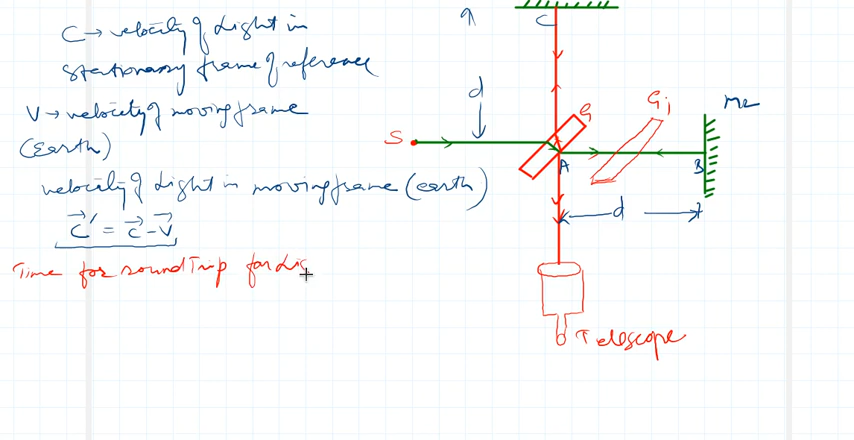 C → velocity of light in
stationary frame of reference
V → velocity of moving frame
(Earth)
velocity of light in moving frame (earth)
C⃗' = C⃗ - V⃗
Time for round Trip for lig
C
d
G
G₁
M₂
S
A
B
d
Telescope